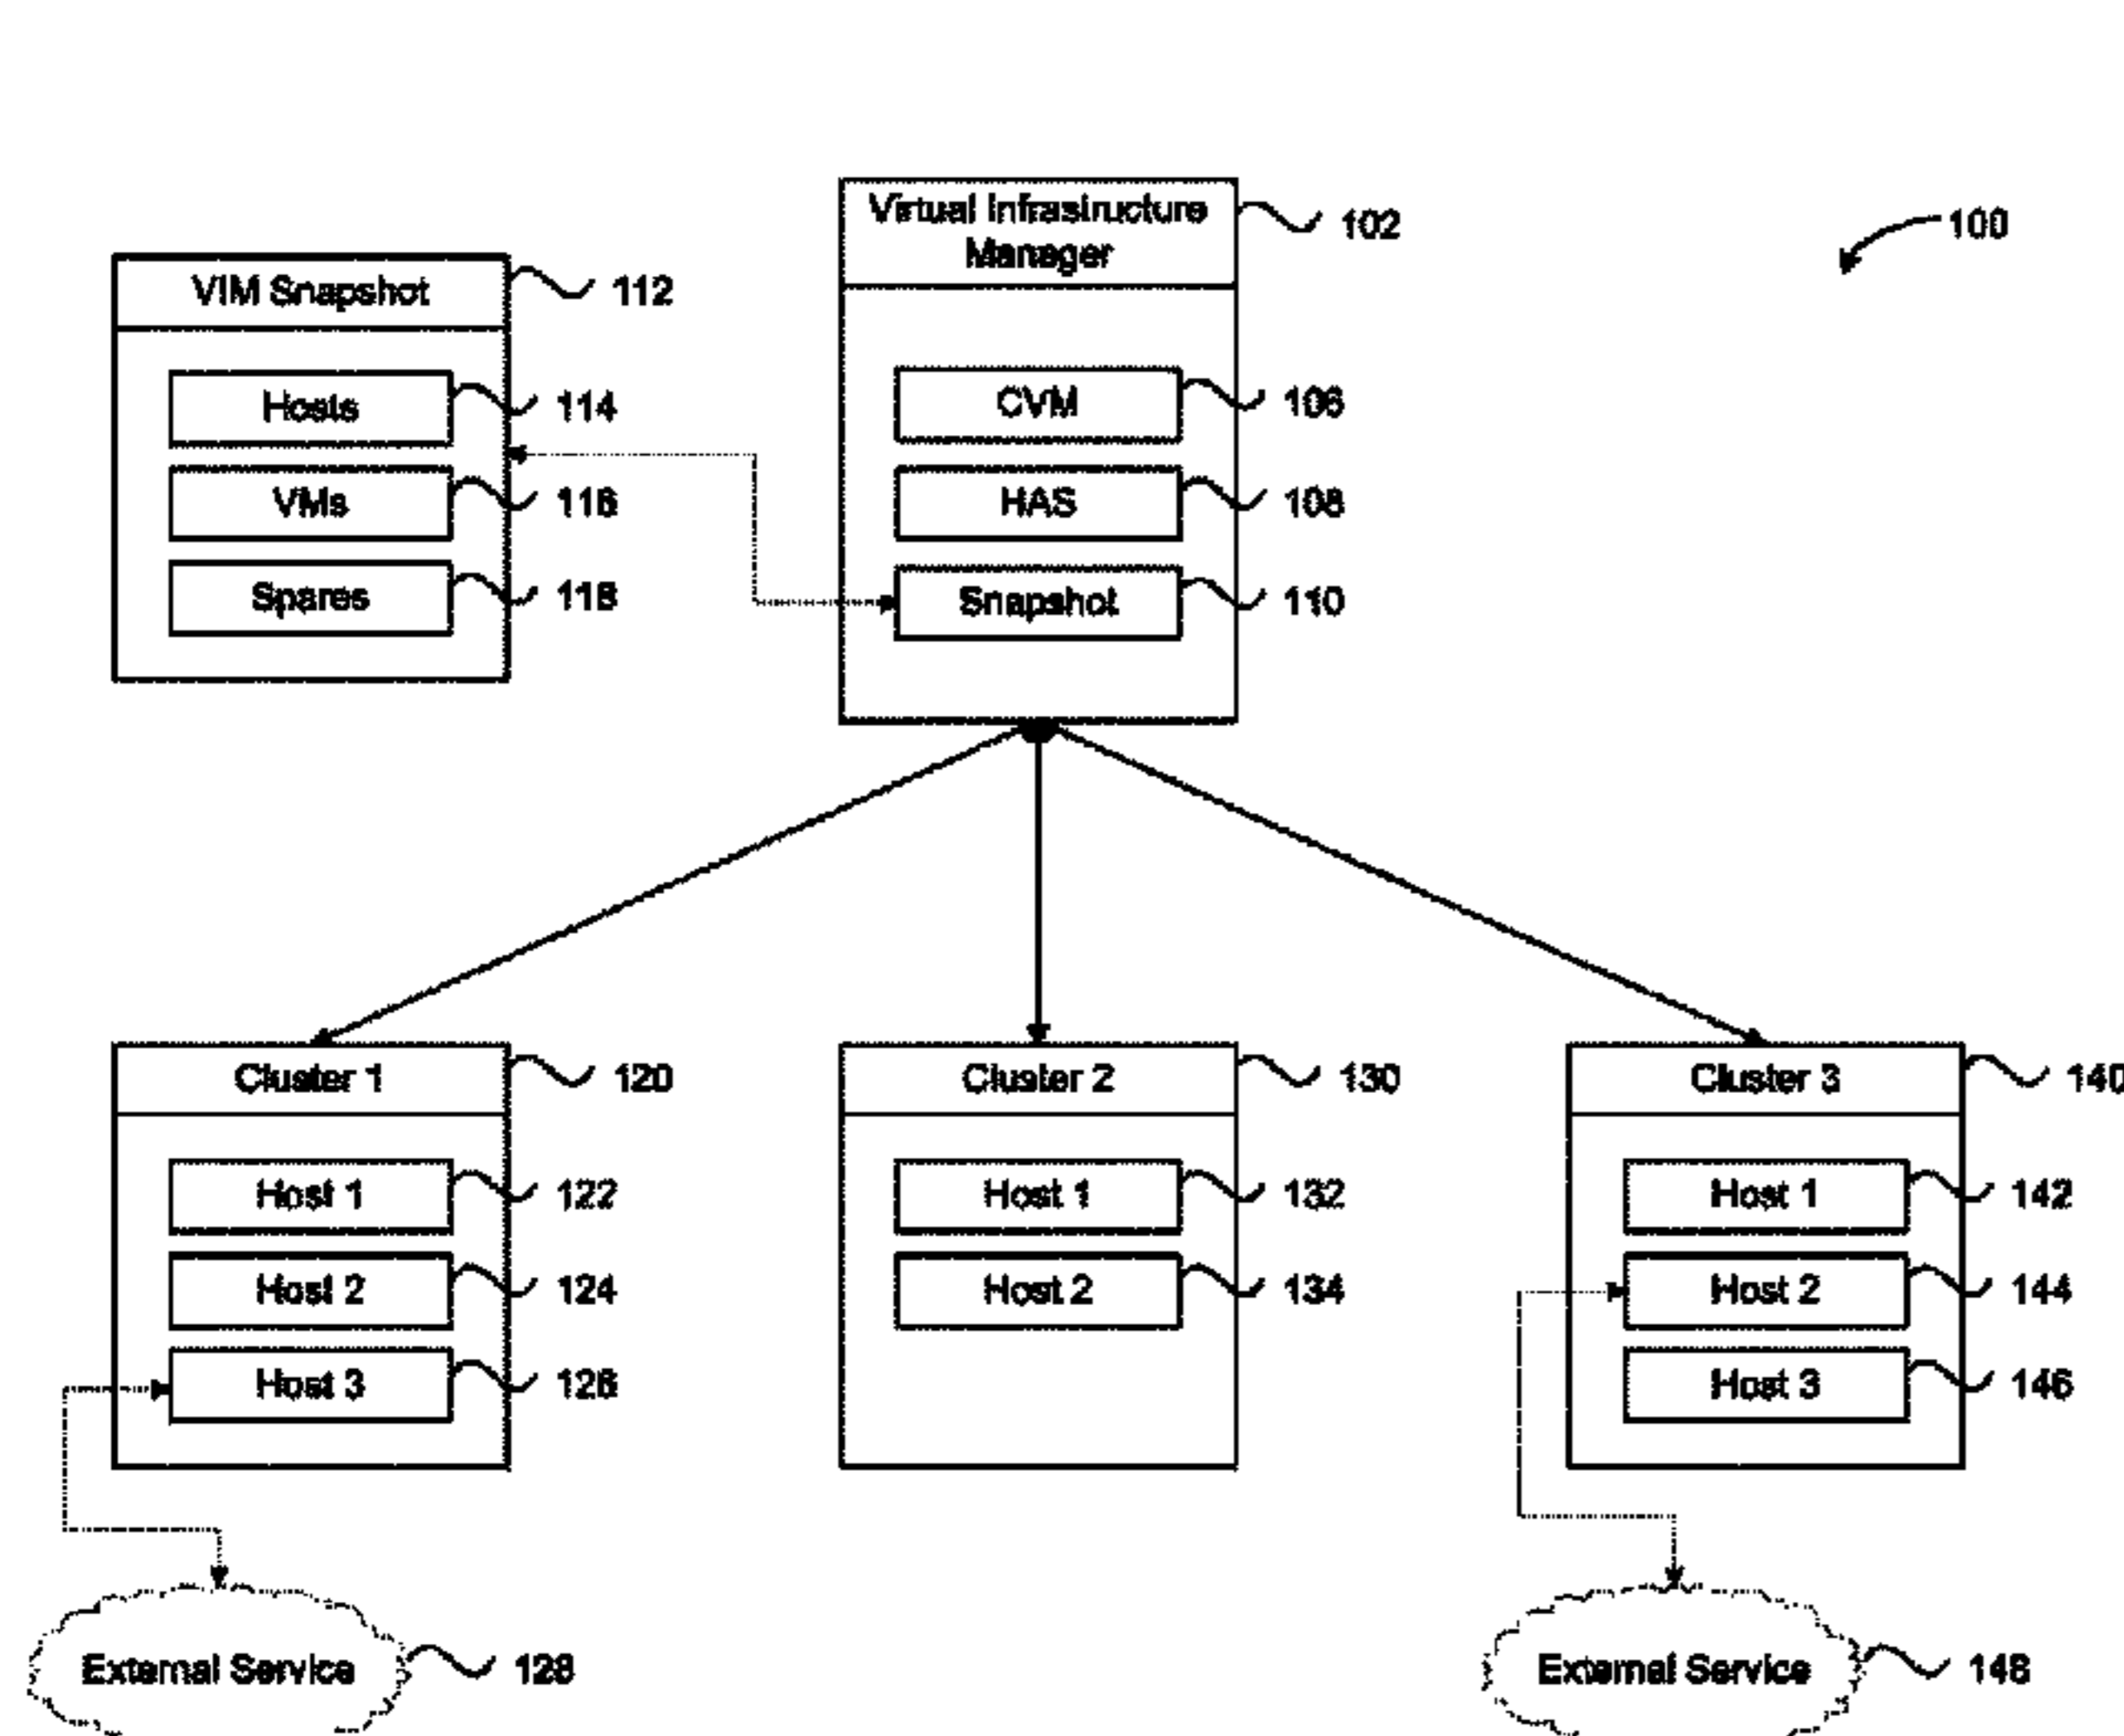 Virtual Infrastructure
Manager
102
100
VIM Snapshot
112
Hosts
114
VMs
116
Spares
118
CVM
106
HAS
108
Snapshot
110
Cluster 1
120
Host 1
122
Host 2
124
Host 3
126
Cluster 2
130
Host 1
132
Host 2
134
Cluster 3
140
Host 1
142
Host 2
144
Host 3
146
External Service
128
External Service
148